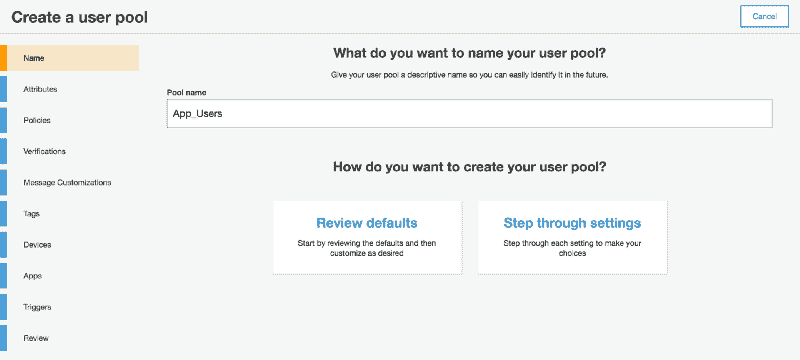 Create a user pool
Cancel
Name
Attributes
Policies
Verifications
Message Customizations
Tags
Devices
Apps
Triggers
Review
What do you want to name your user pool?
Give your user pool a descriptive name so you can easily identify it in the future.
Pool name
App_Users
How do you want to create your user pool?
Review defaults
Start by reviewing the defaults and then
customize as desired
Step through settings
Step through each setting to make your
choices